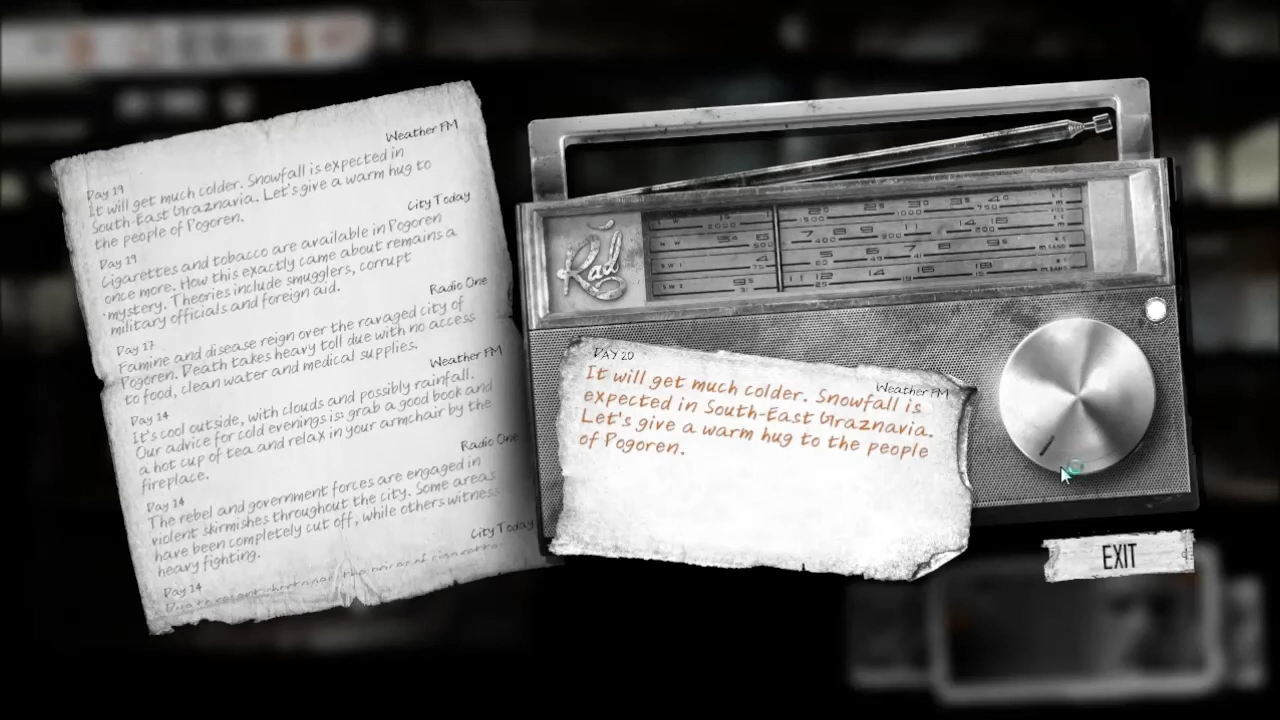 Weather FM
Day 19
It will get much colder. Snowfall is expected in
South-East Graznavia. Let's give a warm hug to
the people of Pogoren.
City Today
Day 19
Cigarettes and tobacco are available in Pogoren
once more. How this exactly came about remains a
mystery. Theories include smugglers, corrupt
military officials and foreign aid.
Radio One
Day 17
Famine and disease reign over the ravaged city of
Pogoren. Death takes heavy toll due with no access
to food, clean water and medical supplies.
Weather FM
Day 14
It's cool outside, with clouds and possibly rainfall.
Our advice for cold evenings is: grab a good book and
a hot cup of tea and relax in your armchair by the
fireplace.
Radio One
Day 14
The rebel and government forces are engaged in
violent skirmishes throughout the city. Some areas
have been completely cut off, while others witness
heavy fighting.
City Today
Day 14
Rad
DAY 20
Weather FM
It will get much colder. Snowfall is
expected in South-East Graznavia.
Let's give a warm hug to the people
of Pogoren.
EXIT